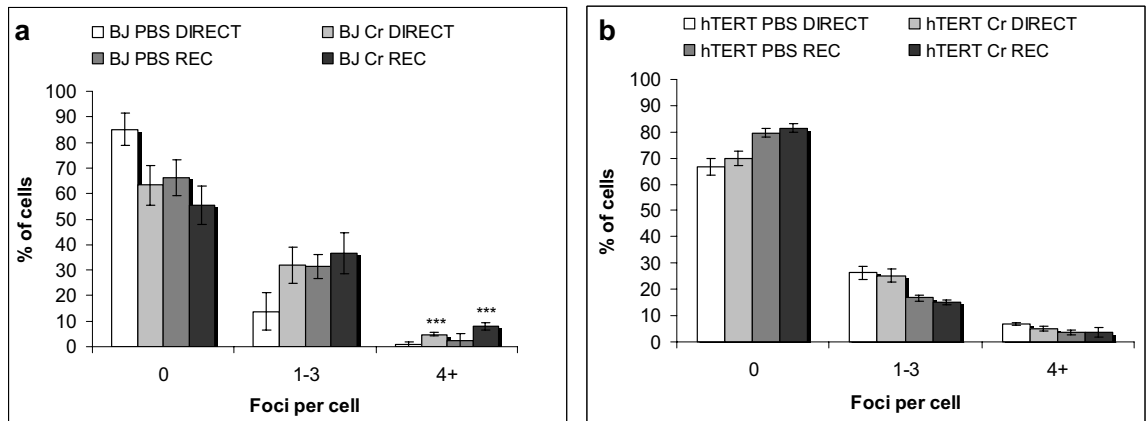 a
BJ PBS DIRECT BJ Cr DIRECT
BJ PBS REC BJ Cr REC
% of cells
100
90
80
70
60
50
40
30
20
10
0
*** ***
0 1-3 4+
Foci per cell
b
hTERT PBS DIRECT hTERT Cr DIRECT
hTERT PBS REC hTERT Cr REC
% of cells
100
90
80
70
60
50
40
30
20
10
0
0 1-3 4+
Foci per cell